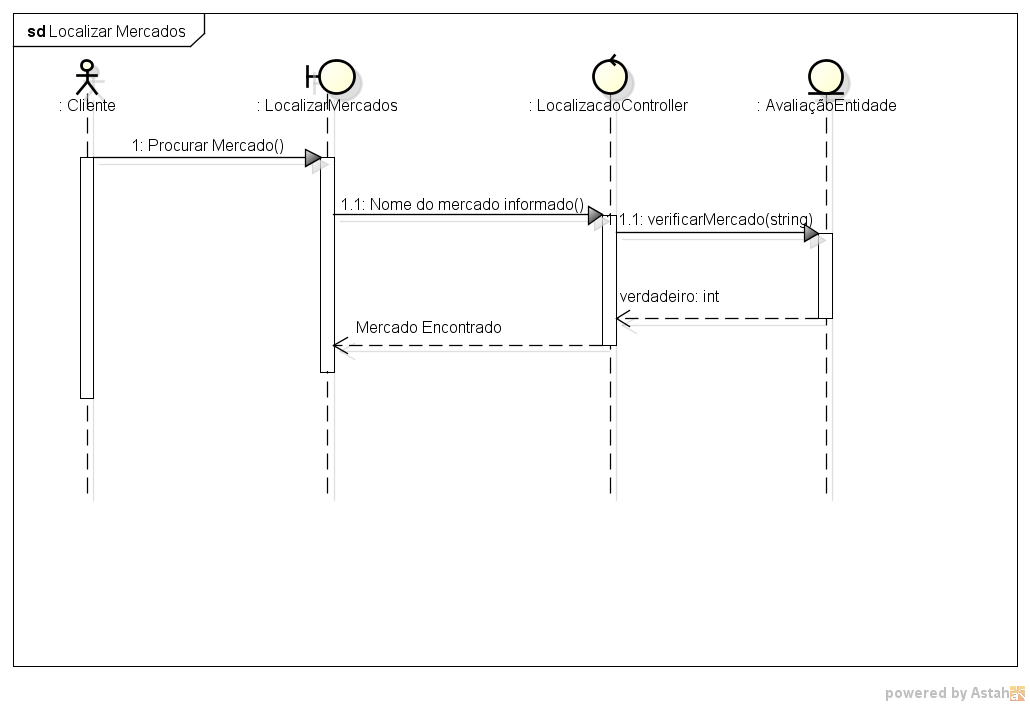 sd Localizar Mercados
: Cliente
: LocalizarMercados
: LocalizacaoController
: AvaliaçãoEntidade
1: Procurar Mercado()
1.1: Nome do mercado informado()
1.1.1: verificarMercado(string)
verdadeiro: int
Mercado Encontrado
powered by Astah